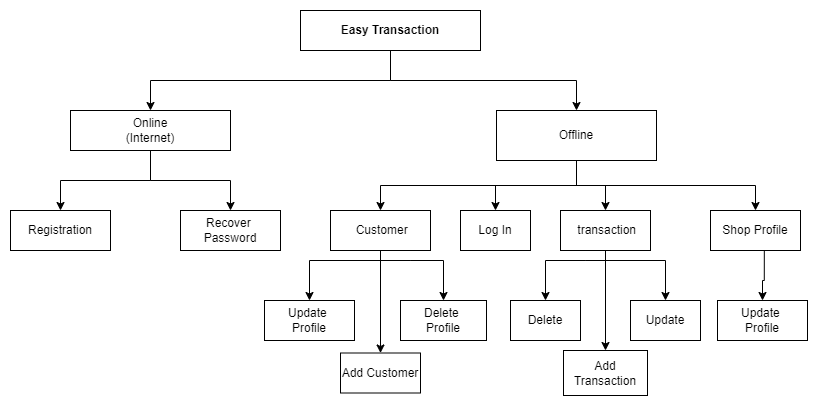 Easy Transaction
Online
(Internet)
Offline
Registration
Recover
Password
Customer
Log In
transaction
Shop Profile
Update
Profile
Delete
Profile
Delete
Update
Update
Profile
Add Customer
Add
Transaction